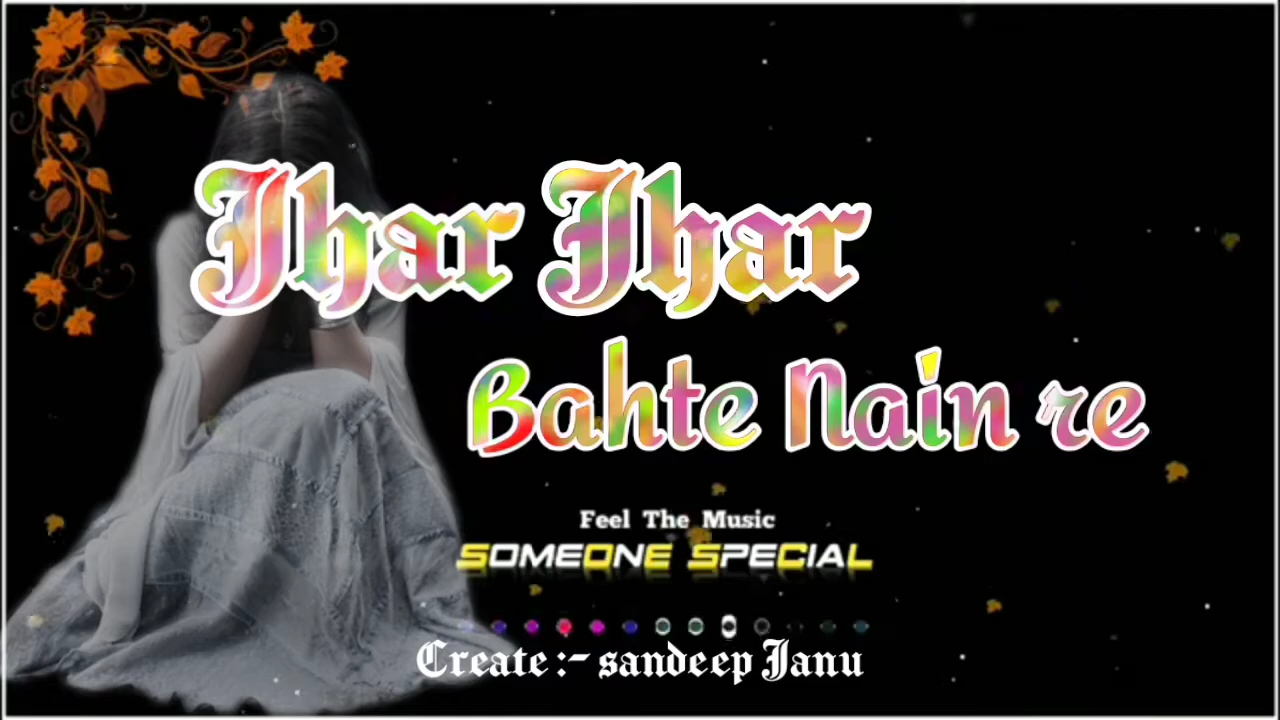 Jhar Jhar
Bahte Nain re
Feel The Music
SOMEONE SPECIAL
Create :- sandeep Janu